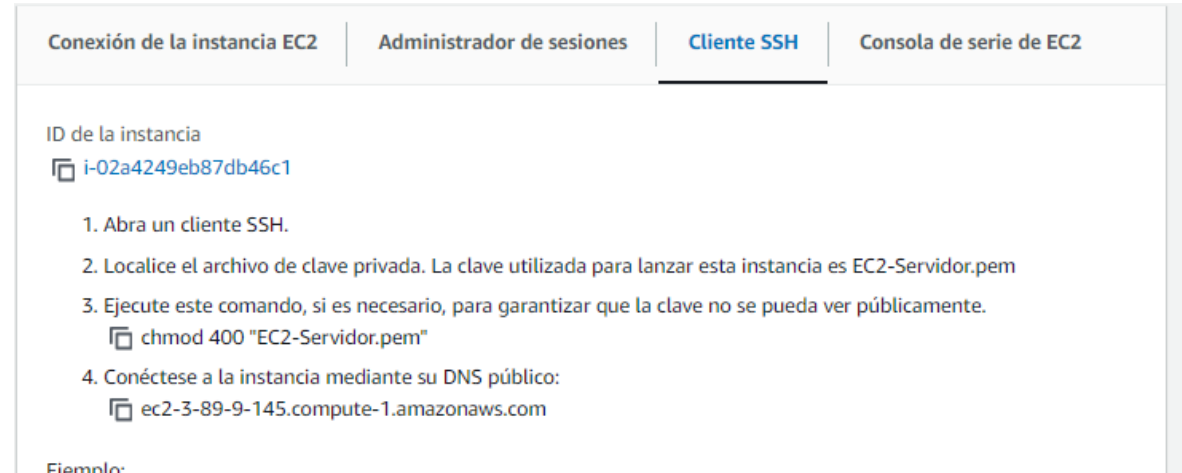 Conexión de la instancia EC2 Administrador de sesiones Cliente SSH Consola de serie de EC2
ID de la instancia
i-02a4249eb87db46c1
1. Abra un cliente SSH.
2. Localice el archivo de clave privada. La clave utilizada para lanzar esta instancia es EC2-Servidor.pem
3. Ejecute este comando, si es necesario, para garantizar que la clave no se pueda ver públicamente.
chmod 400 "EC2-Servidor.pem"
4. Conéctese a la instancia mediante su DNS público:
ec2-3-89-9-145.compute-1.amazonaws.com
Ejemplo: